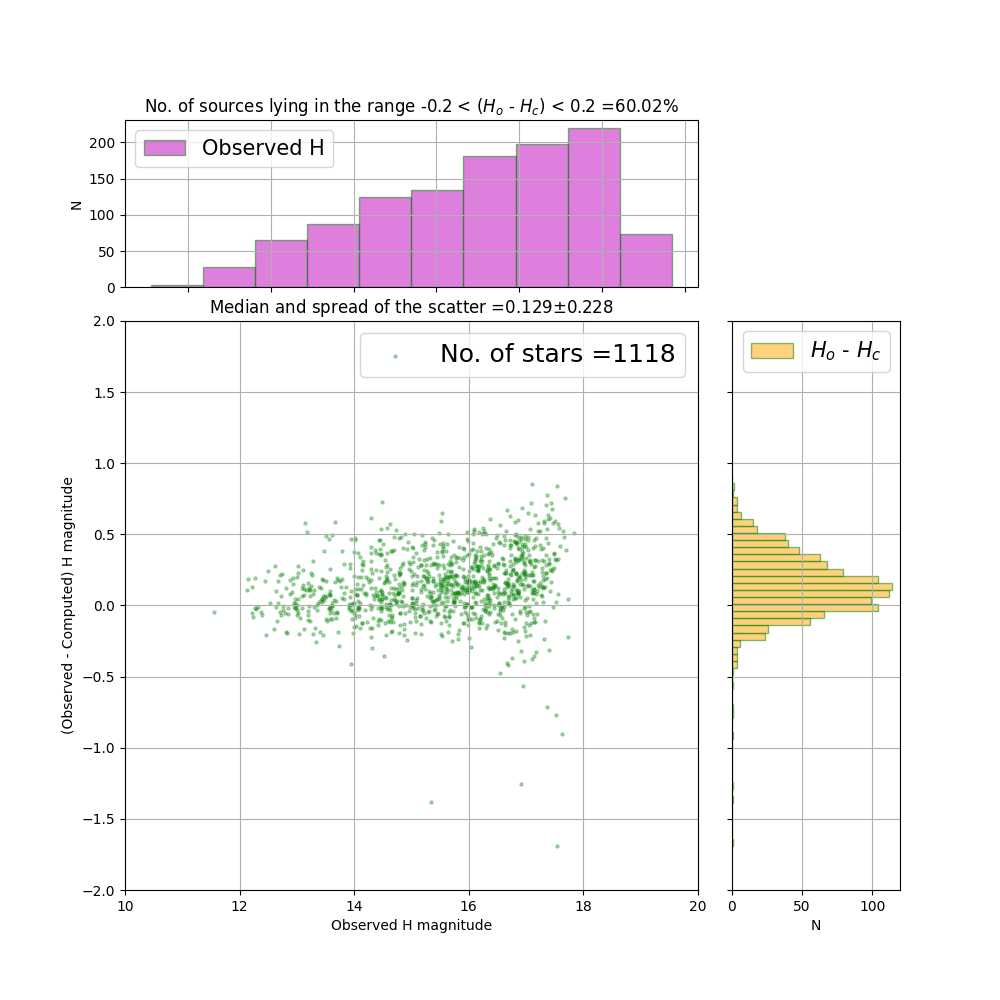 No. of sources lying in the range -0.2 < (Hₒ - H_c) < 0.2 =60.02%
Observed H
N
200
150
100
50
0
Median and spread of the scatter =0.129±0.228
No. of stars =1118
(Observed - Computed) H magnitude
2.0
1.5
1.0
0.5
0.0
−0.5
−1.0
−1.5
−2.0
10 12 14 16 18 20
Observed H magnitude
Hₒ - H_c
0 50 100
N